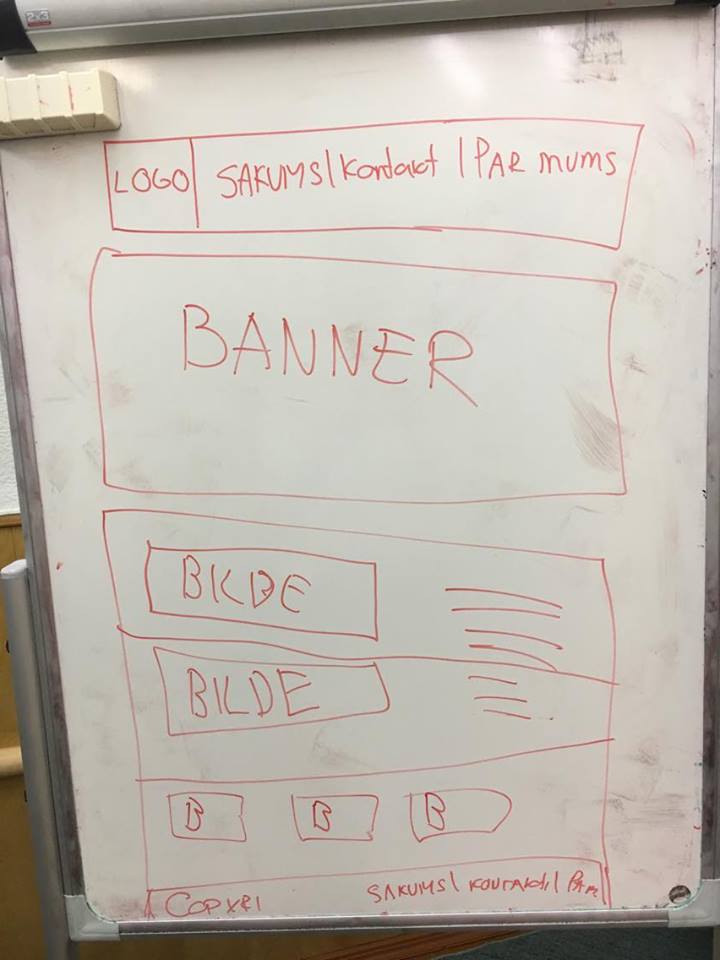 LOGO SAKUMS | Kontakt | PAR mums
BANNER
BILDE
BILDE
B B B
COPYRI SAKUMS | KONTAKTI | PAR